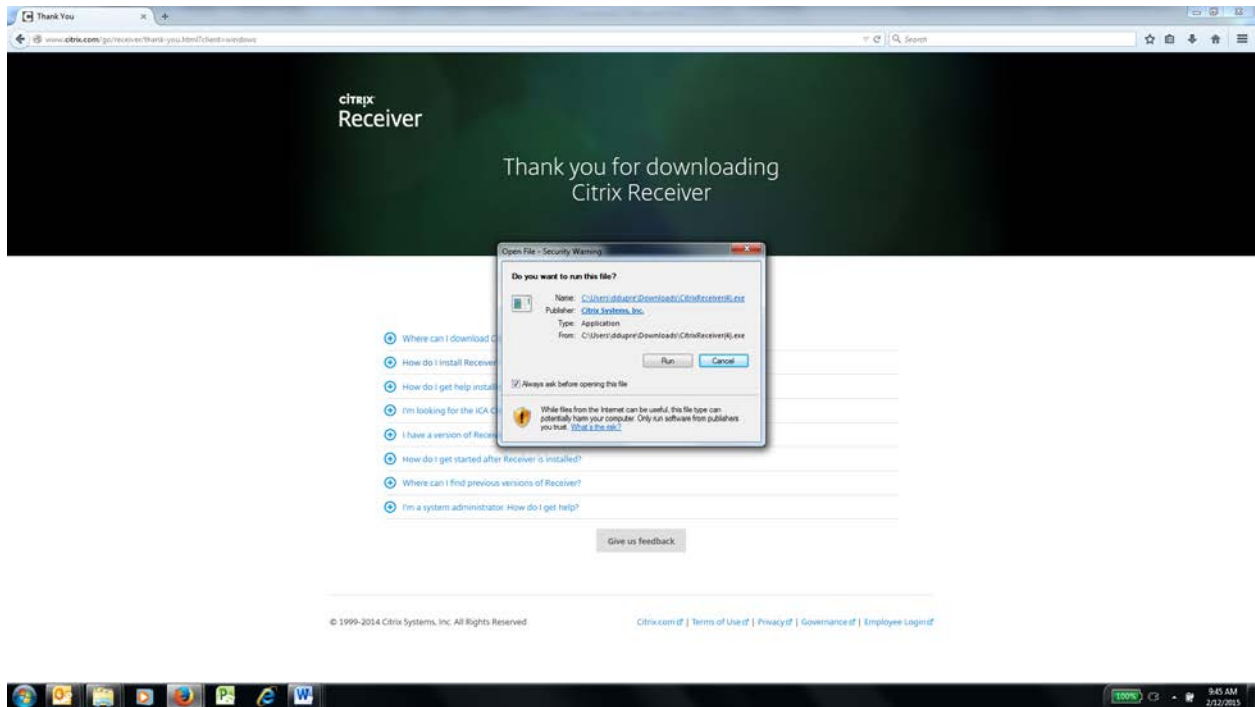 Thank You
www.citrix.com/go/receiver/thank-you.html?client=windows
Search
CITRIX
Receiver
Thank you for downloading
Citrix Receiver
Open File - Security Warning
Do you want to run this file?
Name: C:\Users\ddupre\Downloads\CitrixReceiver(4).exe
Publisher: Citrix Systems, Inc.
Type: Application
From: C:\Users\ddupre\Downloads\CitrixReceiver(4).exe
Run Cancel
Always ask before opening this file
While files from the Internet can be useful, this file type can
potentially harm your computer. Only run software from publishers
you trust. What's the risk?
Where can I download
How do I install Receiver
How do I get help
I'm looking for the ICA
I have a version of
How do I get started after Receiver is installed?
Where can I find previous versions of Receiver?
I'm a system administrator. How do I get help?
Give us feedback
© 1999-2014 Citrix Systems, Inc. All Rights Reserved
Citrix.com | Terms of Use | Privacy | Governance | Employee Login
100%
9:45 AM
2/12/2015